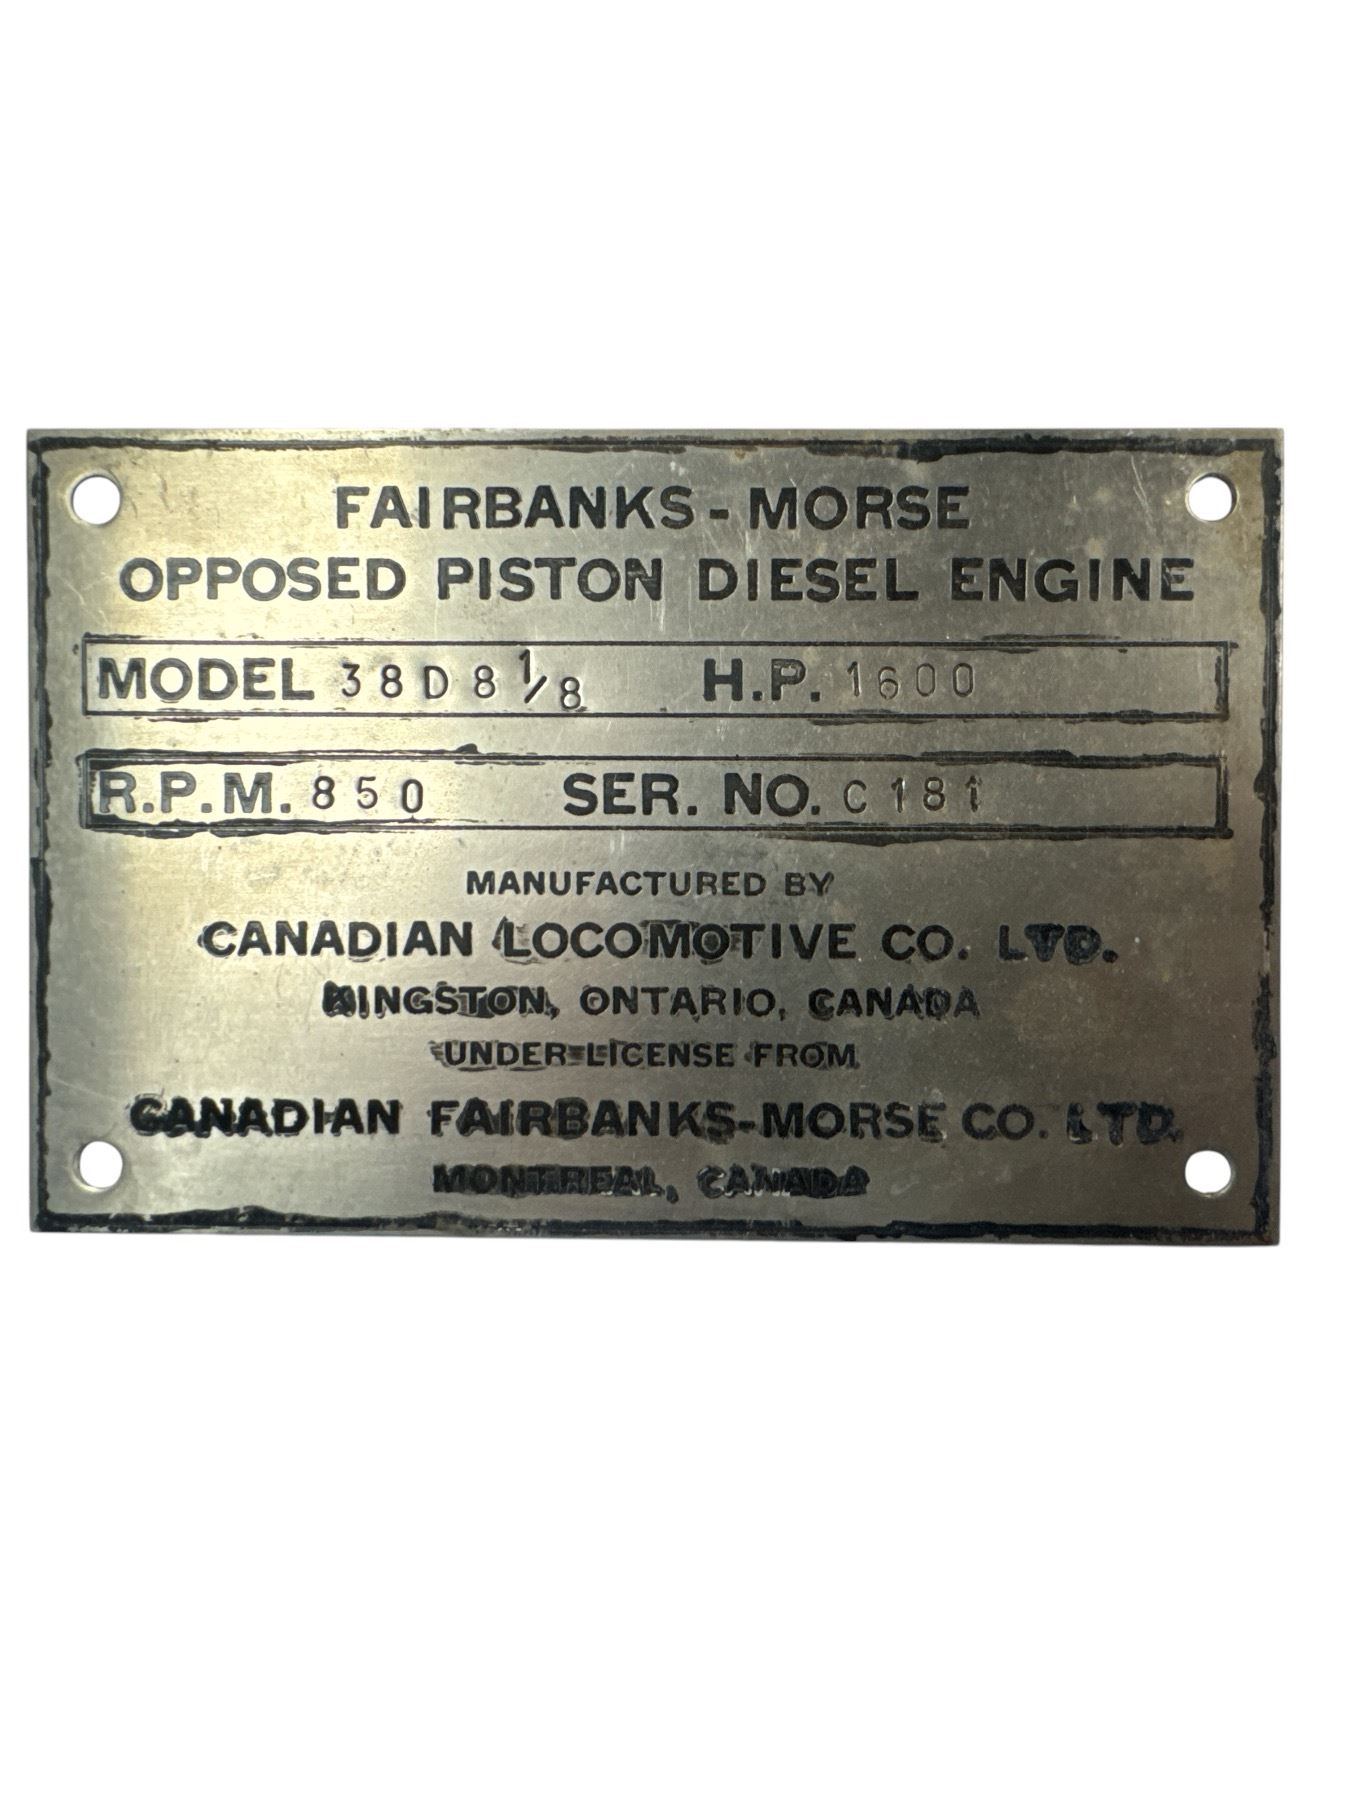 FAIRBANKS - MORSE
OPPOSED PISTON DIESEL ENGINE
MODEL 38D8 1/8 H.P. 1600
R.P.M. 850 SER. NO. C181
MANUFACTURED BY
CANADIAN LOCOMOTIVE CO. LTD.
KINGSTON, ONTARIO, CANADA
UNDER LICENSE FROM
CANADIAN FAIRBANKS-MORSE CO. LTD.
MONTREAL, CANADA